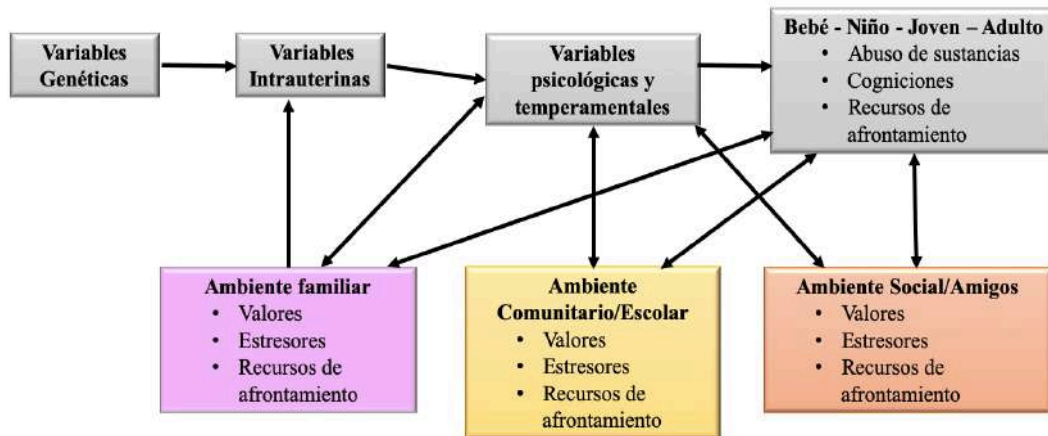 Variables
Genéticas
Variables
Intrauterinas
Variables
psicológicas y
temperamentales
Bebé - Niño - Joven – Adulto
• Abuso de sustancias
• Cogniciones
• Recursos de
afrontamiento
Ambiente familiar
• Valores
• Estresores
• Recursos de
afrontamiento
Ambiente
Comunitario/Escolar
• Valores
• Estresores
• Recursos de
afrontamiento
Ambiente Social/Amigos
• Valores
• Estresores
• Recursos de
afrontamiento